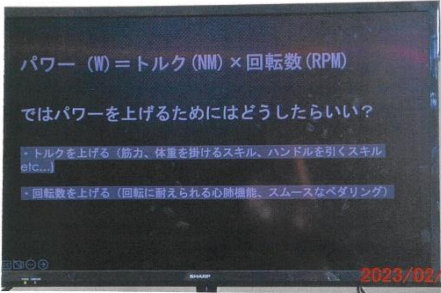 パワー (W)＝トルク(NM)×回転数(RPM)
ではパワーを上げるためにはどうしたらいい？
・トルクを上げる（筋力、体重を掛けるスキル、ハンドルを引くスキル
etc...)
・回転数を上げる（回転に耐えられる心肺機能、スムースなペダリング）
SHARP
2023/02/